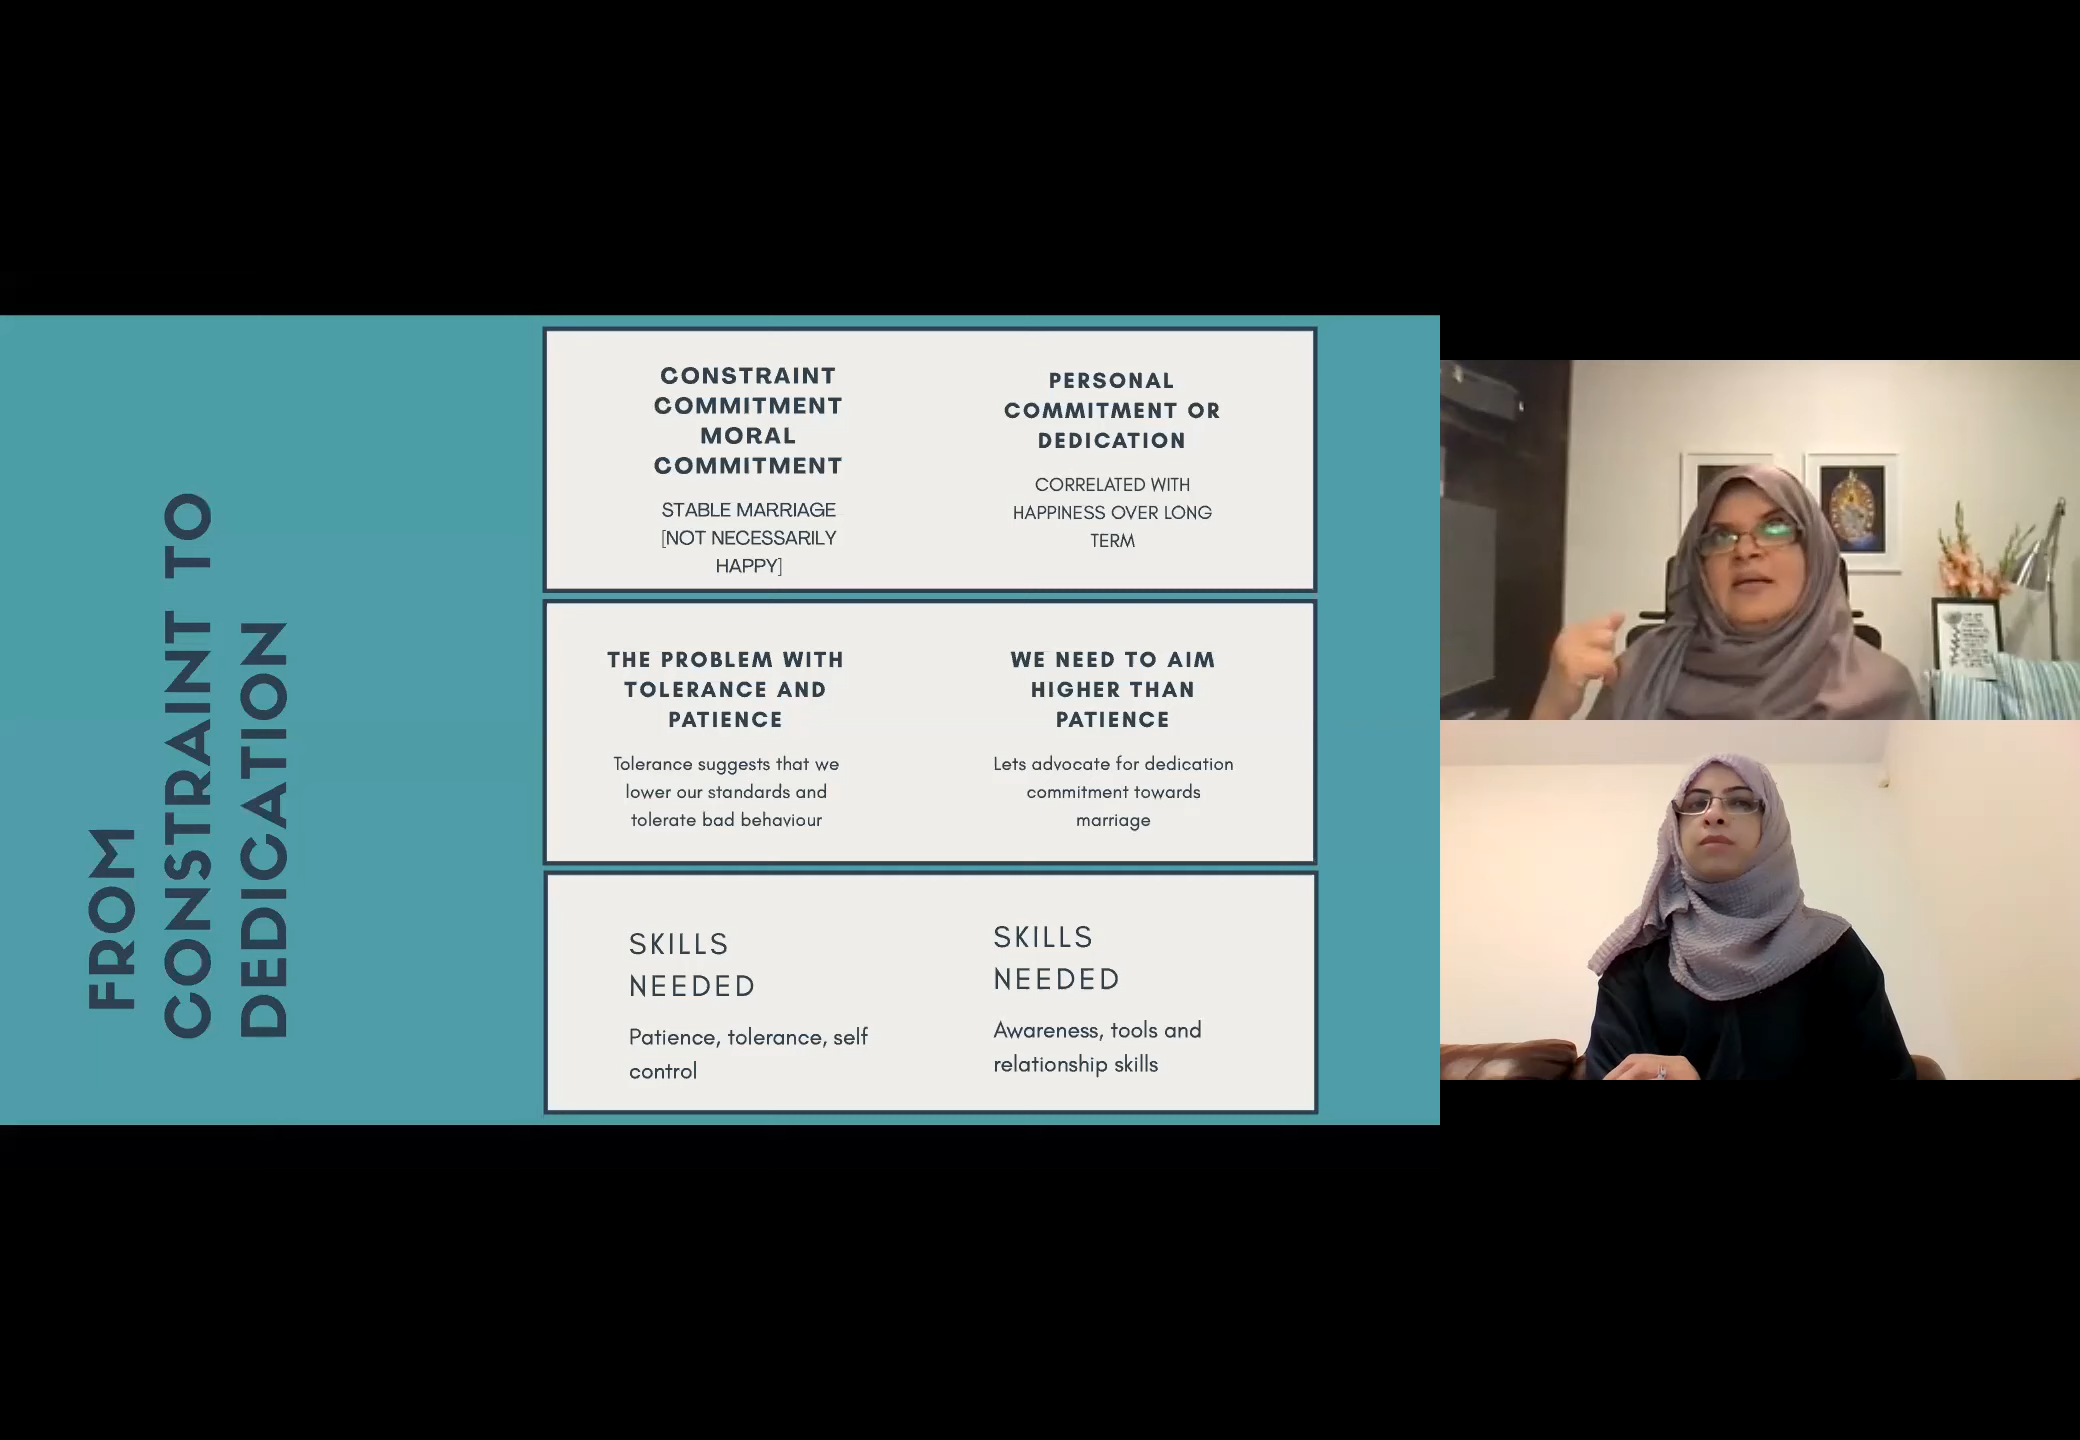 FROM
CONSTRAINT TO
DEDICATION
CONSTRAINT
COMMITMENT
MORAL
COMMITMENT
STABLE MARRIAGE
[NOT NECESSARILY
HAPPY]
PERSONAL
COMMITMENT OR
DEDICATION
CORRELATED WITH
HAPPINESS OVER LONG
TERM
THE PROBLEM WITH
TOLERANCE AND
PATIENCE
Tolerance suggests that we
lower our standards and
tolerate bad behaviour
WE NEED TO AIM
HIGHER THAN
PATIENCE
Lets advocate for dedication
commitment towards
marriage
SKILLS
NEEDED
Patience, tolerance, self
control
SKILLS
NEEDED
Awareness, tools and
relationship skills